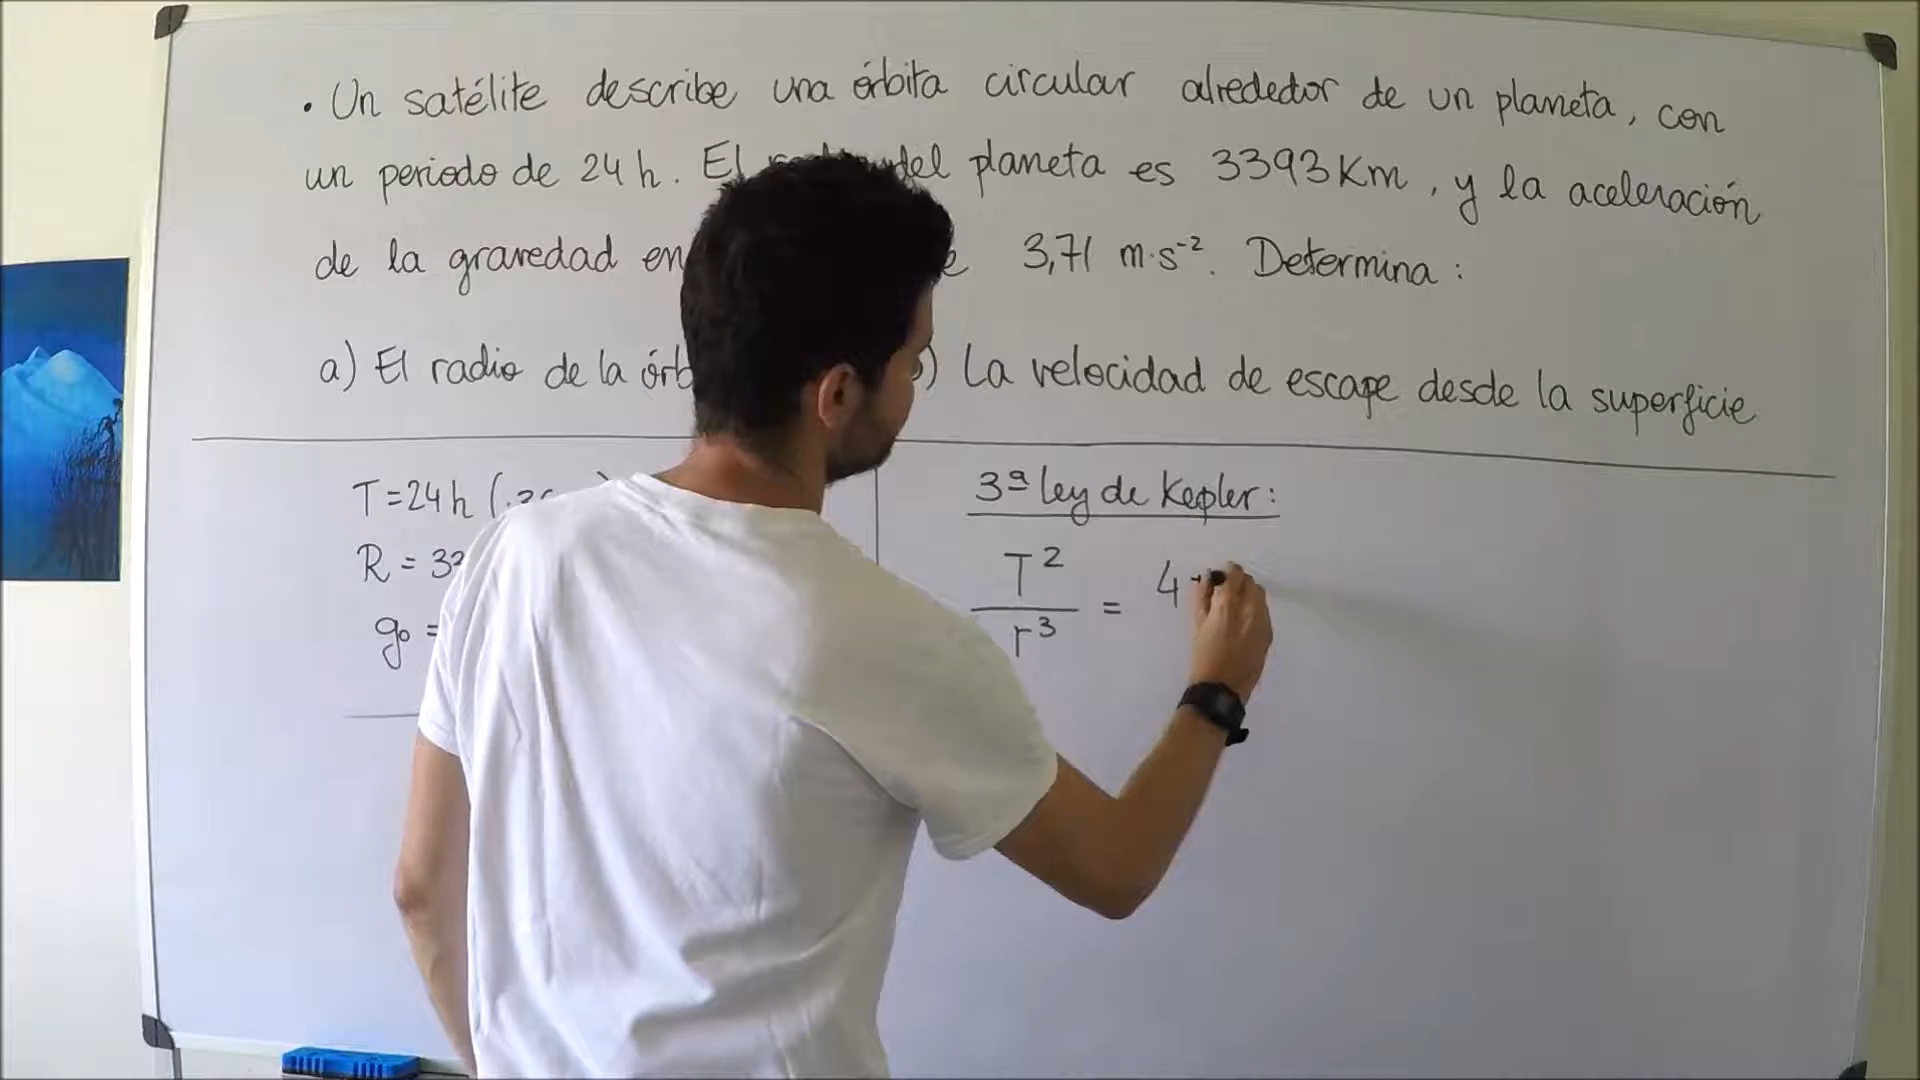 • Un satélite describe una órbita circular alrededor de un planeta, con
un periodo de 24 h. El del planeta es 3393 Km, y la aceleración
de la gravedad en 3,71 m·s⁻². Determina:
a) El radio de la La velocidad de escape desde la superficie
T = 24 h
3ª ley de Kepler:
R =
g₀ =
T²
r³
= 4